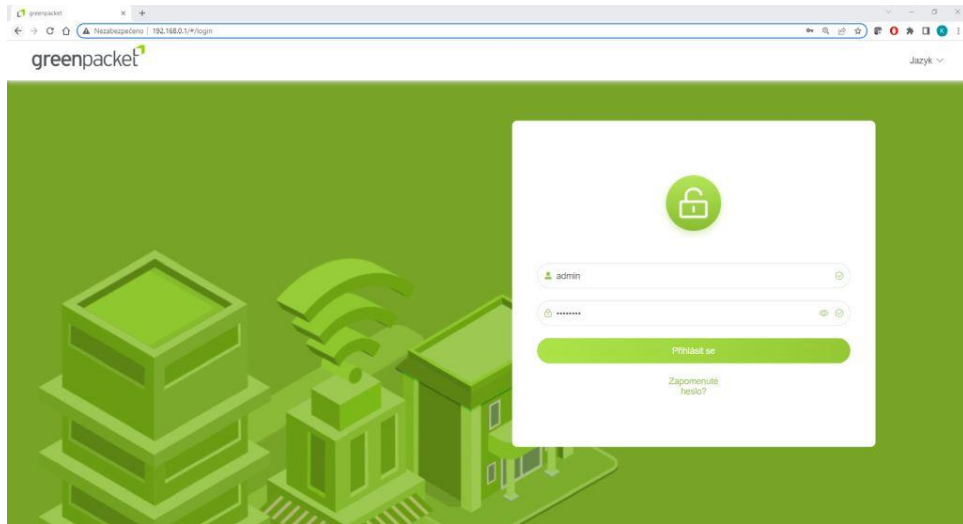 greenpacket
Nezabezpečeno | 192.168.0.1/#/login
greenpacket
Jazyk
admin
Přihlásit se
Zapomenuté
heslo?